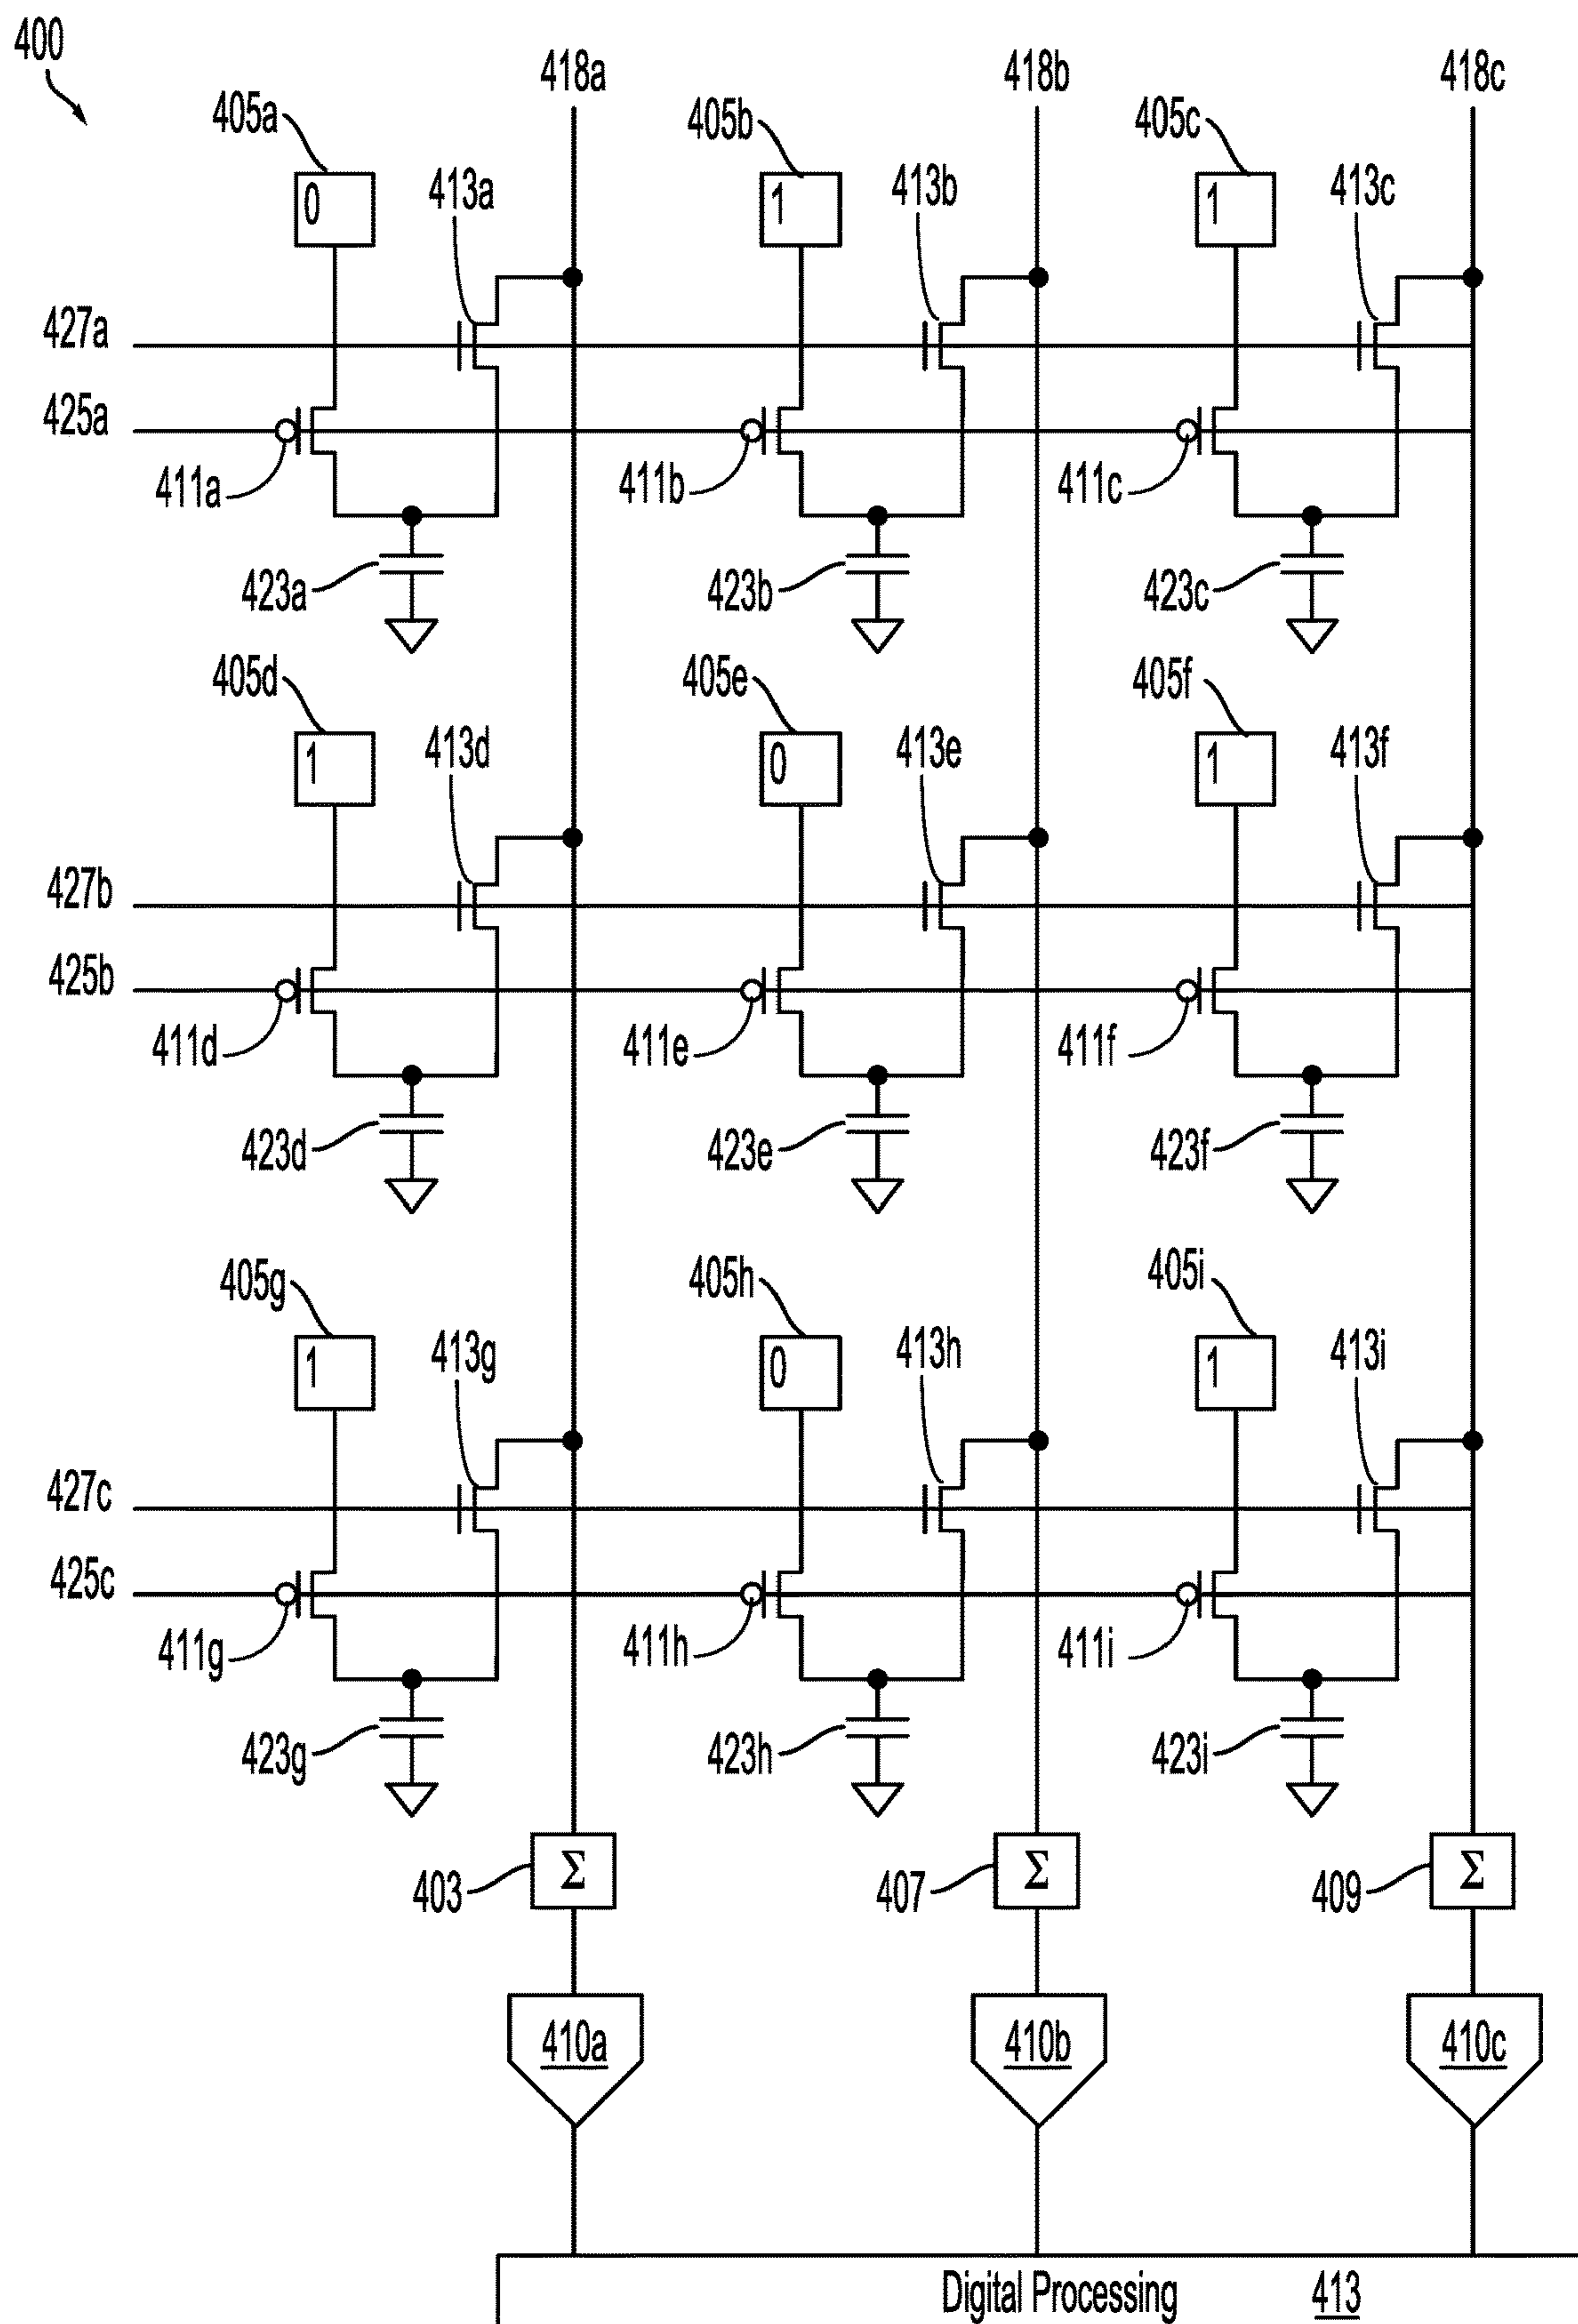 400
418a 418b 418c
405a 405b 405c
0 413a 1 413b 1 413c
427a
425a
411a 411b 411c
423a 423b 423c
405d 405e 405f
1 413d 0 413e 1 413f
427b
425b
411d 411e 411f
423d 423e 423f
405g 405h 405i
1 413g 0 413h 1 413i
427c
425c
411g 411h 411i
423g 423h 423i
403 Σ 407 Σ 409 Σ
410a 410b 410c
Digital Processing 413